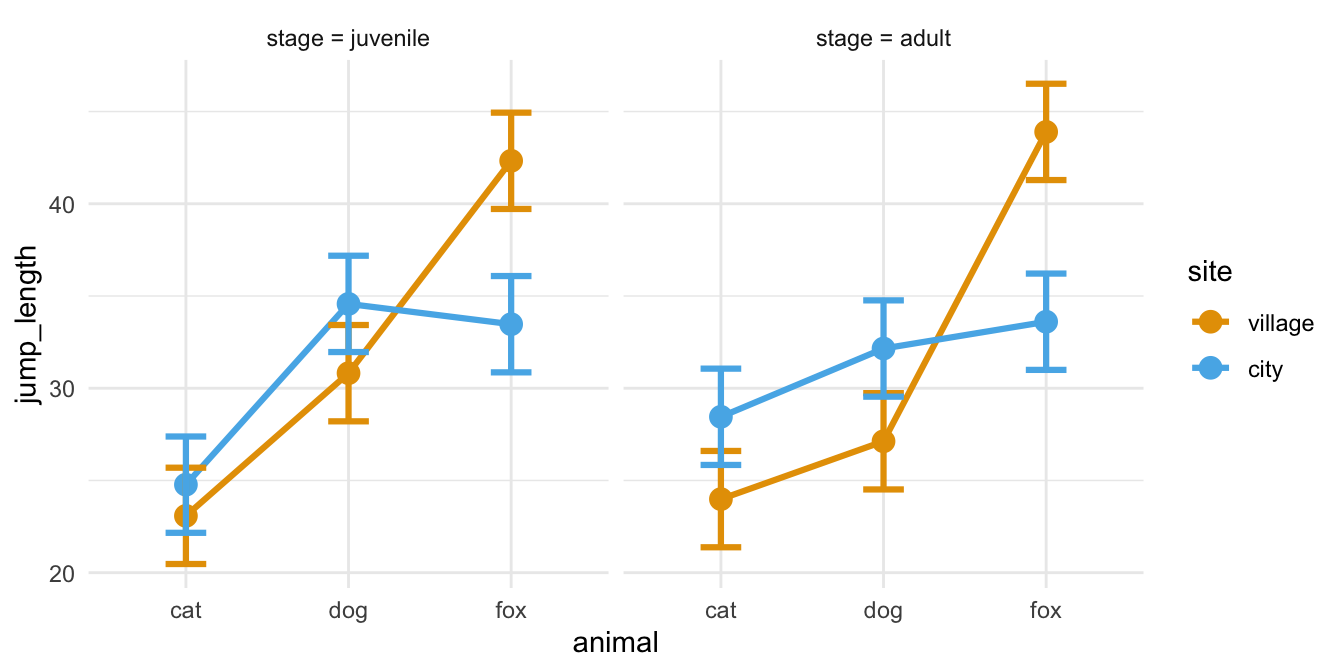 stage = juvenile
stage = adult
jump_length
40
30
20
cat
dog
fox
cat
dog
fox
animal
site
village
city